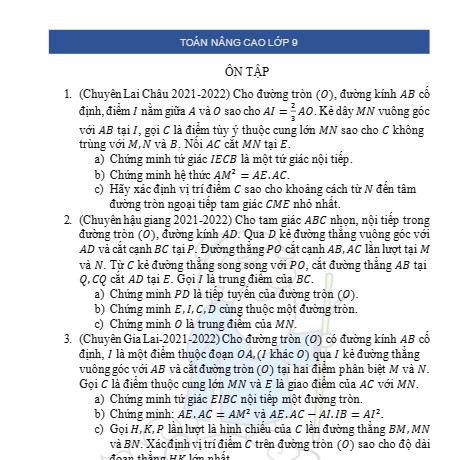 TOÁN NÂNG CAO LỚP 9
ÔN TẬP
1. (Chuyên Lai Châu 2021-2022) Cho đường tròn (O), đường kính AB cố
định, điểm I nằm giữa A và O sao cho AI = 2/3 AO. Kẻ dây MN vuông góc
với AB tại I, gọi C là điểm tùy ý thuộc cung lớn MN sao cho C không
trùng với M, N và B. Nối AC cắt MN tại E.
a) Chứng minh tứ giác IECB là một tứ giác nội tiếp.
b) Chứng minh hệ thức AM² = AE.AC.
c) Hãy xác định vị trí điểm C sao cho khoảng cách từ N đến tâm
đường tròn ngoại tiếp tam giác CME nhỏ nhất.
2. (Chuyên hậu giang 2021-2022) Cho tam giác ABC nhọn, nội tiếp trong
đường tròn (O), đường kính AD. Qua D kẻ đường thẳng vuông góc với
AD và cắt cạnh BC tại P. Đường thẳng PO cắt cạnh AB, AC lần lượt tại M
và N. Từ C kẻ đường thẳng song song với PO, cắt đường thẳng AB tại
Q, CQ cắt AD tại E. Gọi I là trung điểm của BC.
a) Chứng minh PD là tiếp tuyến của đường tròn (O).
b) Chứng minh E, I, C, D cùng thuộc một đường tròn.
c) Chứng minh O là trung điểm của MN.
3. (Chuyên Gia Lai-2021-2022) Cho đường tròn (O) có đường kính AB cố
định, I là một điểm thuộc đoạn OA, (I khác O) qua I kẻ đường thẳng
vuông góc với AB và cắt đường tròn (O) tại hai điểm phân biệt M và N.
Gọi C là điểm thuộc cung lớn MN và E là giao điểm của AC với MN.
a) Chứng minh tứ giác EIBC nội tiếp một đường tròn.
b) Chứng minh: AE.AC = AM² và AE.AC − AI.IB = AI².
c) Gọi H, K, P lần lượt là hình chiếu của C lên đường thẳng BM, MN
và BN. Xác định vị trí điểm C trên đường tròn (O) sao cho độ dài
đoạn thẳng HK lớn nhất.